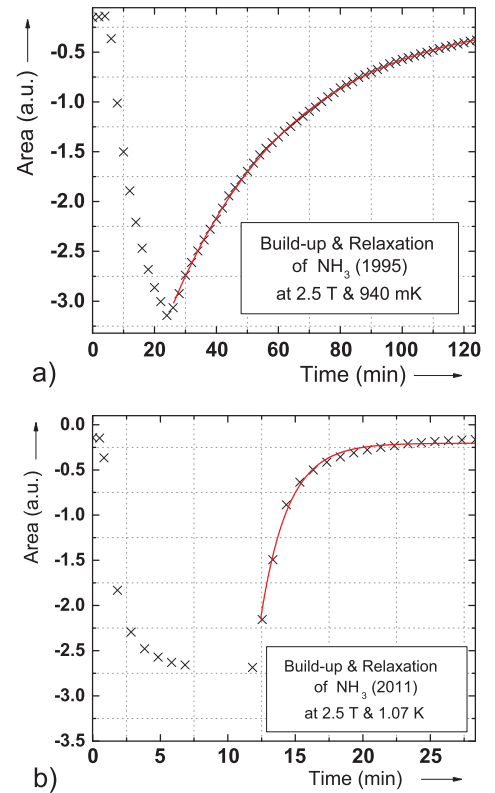 -0.5
-1.0
-1.5
-2.0
-2.5
-3.0
Area (a.u.)
Build-up & Relaxation
of NH3 (1995)
at 2.5 T & 940 mK
0 20 40 60 80 100 120
a)
Time (min)
0.0
-0.5
-1.0
-1.5
-2.0
-2.5
-3.0
-3.5
Area (a.u.)
Build-up & Relaxation
of NH3 (2011)
at 2.5 T & 1.07 K
0 5 10 15 20 25
b)
Time (min)